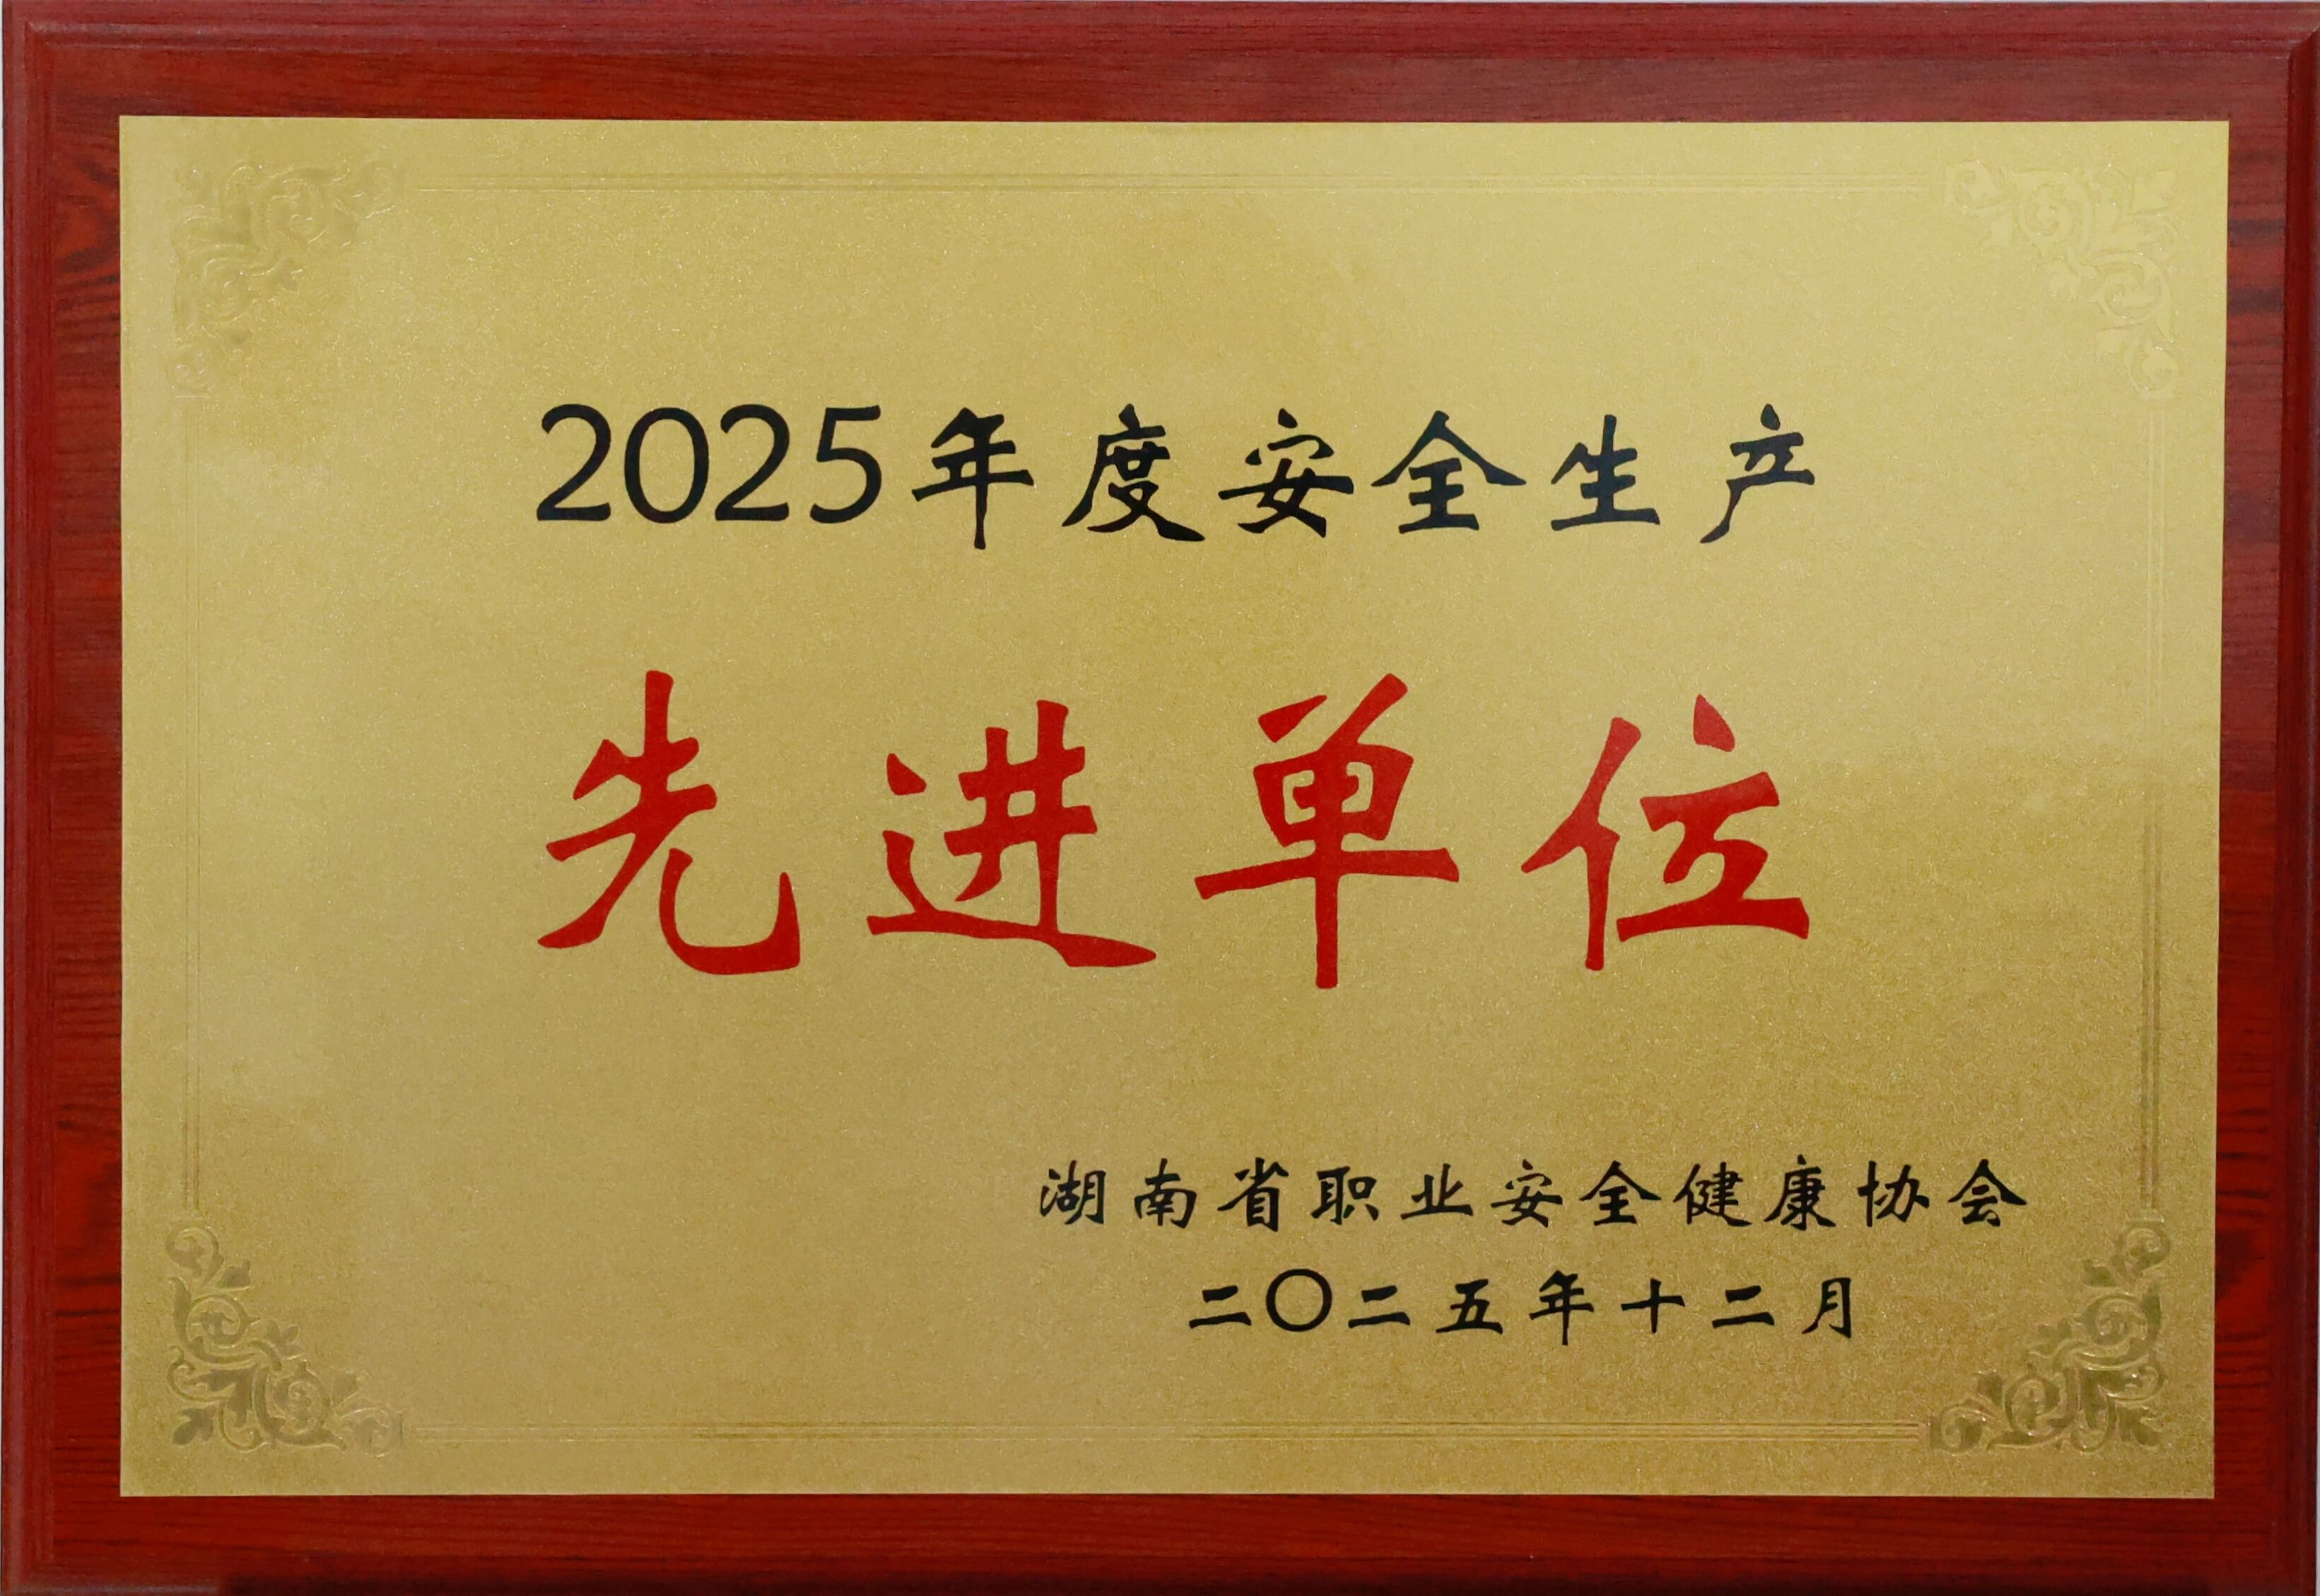 2025年度安全生产
先进单位
湖南省职业安全健康协会
二〇二五年十二月